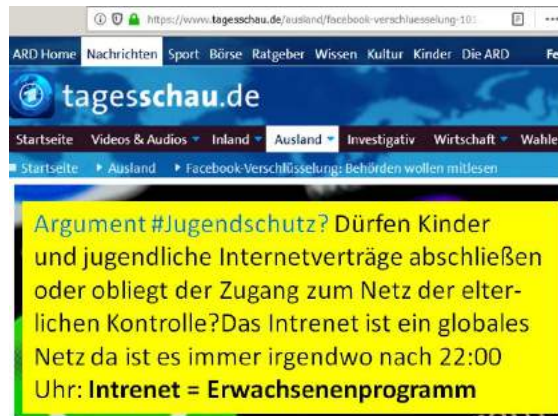 https://www.tagesschau.de/ausland/facebook-verschluesselung-101
ARD Home Nachrichten Sport Börse Ratgeber Wissen Kultur Kinder Die ARD Fe
tagesschau.de
Startseite Videos & Audios Inland Ausland Investigativ Wirtschaft Wahle
Startseite Ausland Facebook-Verschlüsselung: Behörden wollen mitlesen
Argument #Jugendschutz? Dürfen Kinder
und jugendliche Internetverträge abschließen
oder obliegt der Zugang zum Netz der elter-
lichen Kontrolle?Das Intrenet ist ein globales
Netz da ist es immer irgendwo nach 22:00
Uhr: Intrenet = Erwachsenenprogramm